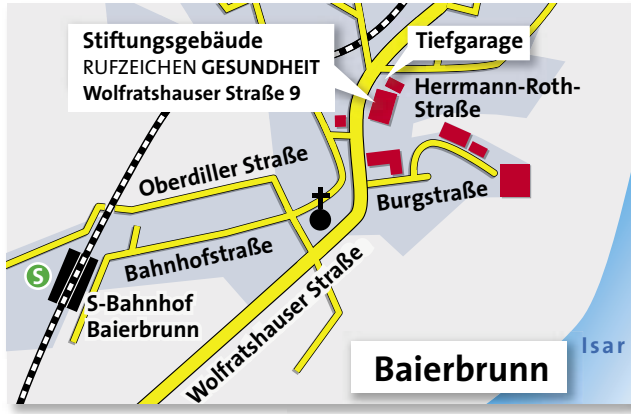 Stiftungsgebäude
RUFZEICHEN GESUNDHEIT
Wolfratshauser Straße 9
Tiefgarage
Herrmann-Roth-
Straße
Oberdiller Straße
Burgstraße
Bahnhofstraße
S
S-Bahnhof
Baierbrunn
Wolfratshauser Straße
Isar
Baierbrunn